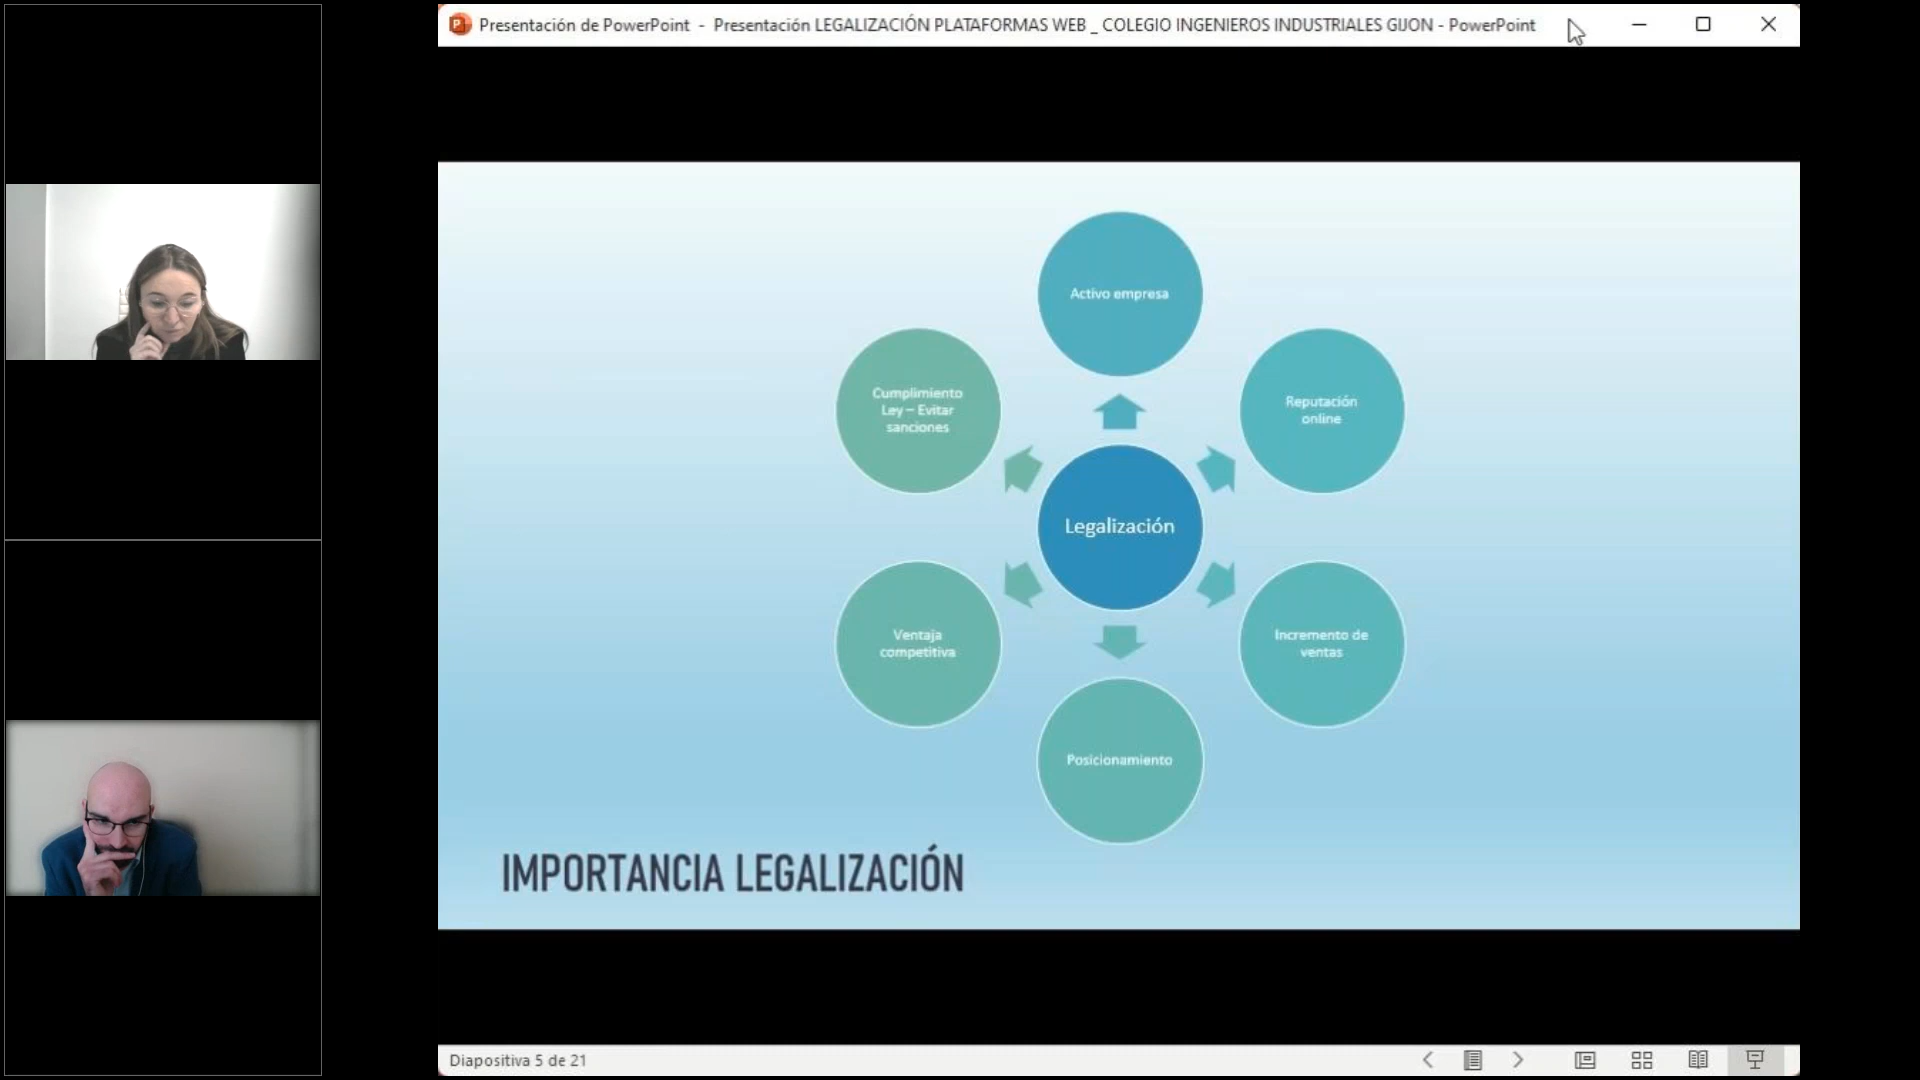 Presentación de PowerPoint - Presentación LEGALIZACIÓN PLATAFORMAS WEB _ COLEGIO INGENIEROS INDUSTRIALES GIJON - PowerPoint
Activo empresa
Cumplimiento
Ley – Evitar
sanciones
Reputación
online
Legalización
Ventaja
competitiva
Incremento de
ventas
Posicionamiento
IMPORTANCIA LEGALIZACIÓN
Diapositiva 5 de 21